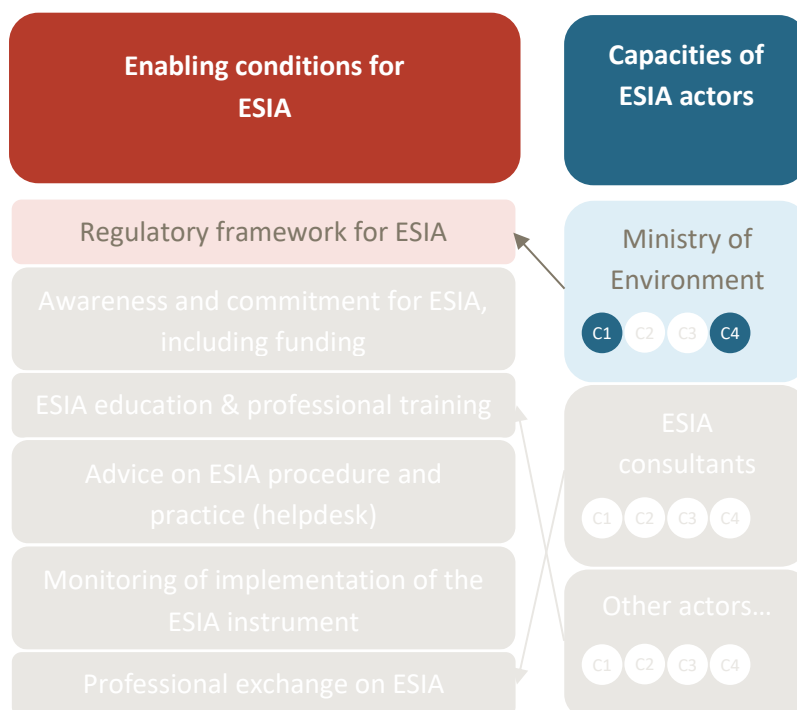 Enabling conditions for
ESIA
Regulatory framework for ESIA
Awareness and commitment for ESIA,
including funding
ESIA education & professional training
Advice on ESIA procedure and
practice (helpdesk)
Monitoring of implementation of the
ESIA instrument
Professional exchange on ESIA
Capacities of
ESIA actors
Ministry of
Environment
C1 C2 C3 C4
ESIA
consultants
C1 C2 C3 C4
Other actors…
C1 C2 C3 C4